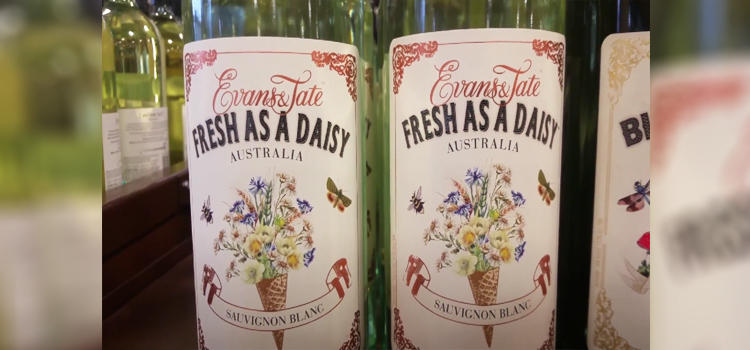 Evans & Tate
FRESH AS A DAISY
AUSTRALIA
SAUVIGNON BLANC
Evans & Tate
FRESH AS A DAISY
AUSTRALIA
SAUVIGNON BLANC